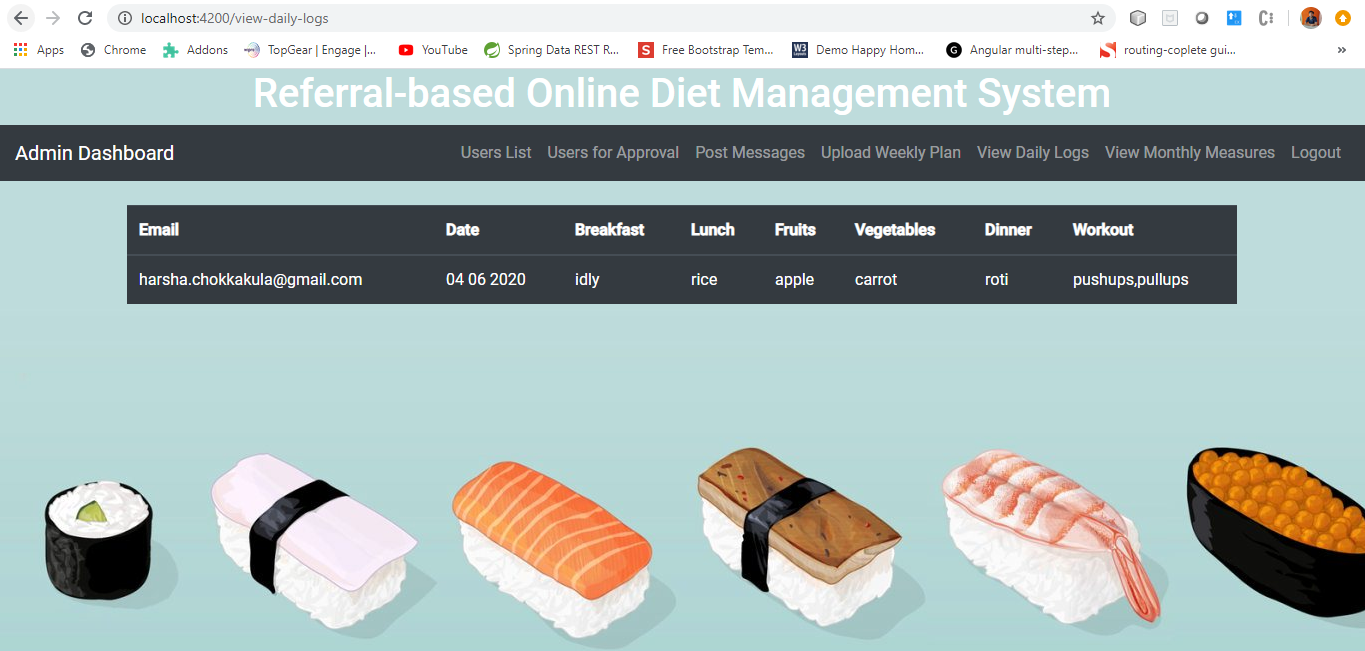 localhost:4200/view-daily-logs
Apps Chrome Addons TopGear | Engage |... YouTube Spring Data REST R... S Free Bootstrap Tem... W3 Demo Happy Hom... G Angular multi-step... routing-coplete gui... »
Referral-based Online Diet Management System
Admin Dashboard Users List Users for Approval Post Messages Upload Weekly Plan View Daily Logs View Monthly Measures Logout
Email Date Breakfast Lunch Fruits Vegetables Dinner Workout
harsha.chokkakula@gmail.com 04 06 2020 idly rice apple carrot roti pushups,pullups